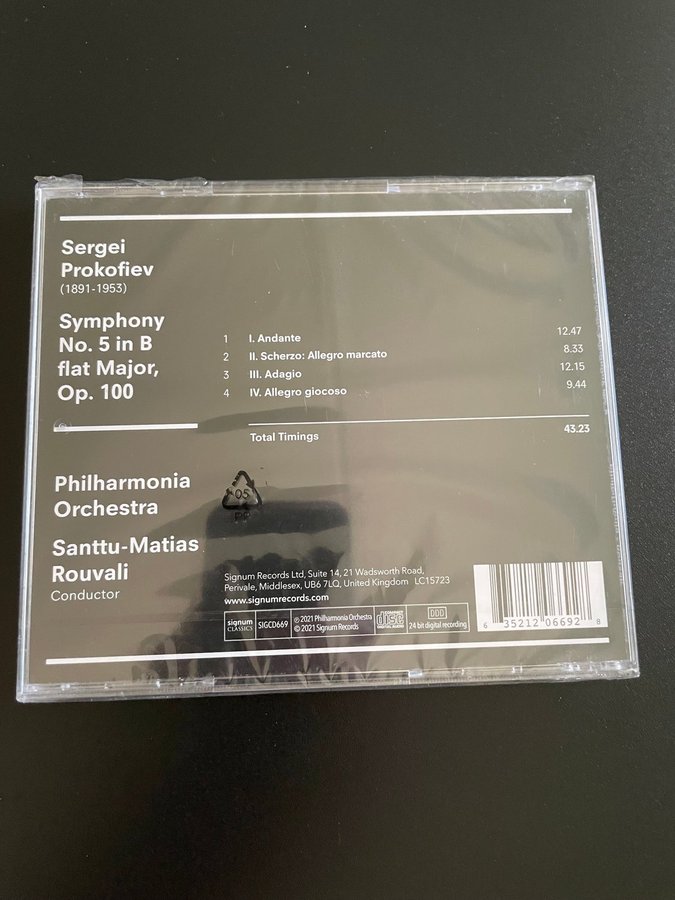 Sergei
Prokofiev
(1891-1953)
Symphony
No. 5 in B
flat Major,
Op. 100
1 I. Andante 12.47
2 II. Scherzo: Allegro marcato 8.33
3 III. Adagio 12.15
4 IV. Allegro giocoso 9.44
Total Timings 43.23
Philharmonia
Orchestra
Santtu-Matias
Rouvali
Conductor
05
PP
Signum Records Ltd, Suite 14, 21 Wadsworth Road,
Perivale, Middlesex, UB6 7LQ, United Kingdom LC15723
www.signumrecords.com
signum
CLASSICS
SIGCD669
℗ 2021 Philharmonia Orchestra
© 2021 Signum Records
COMPACT
disc
DIGITAL AUDIO
DDD
24 bit digital recording
6 35212 06692 8